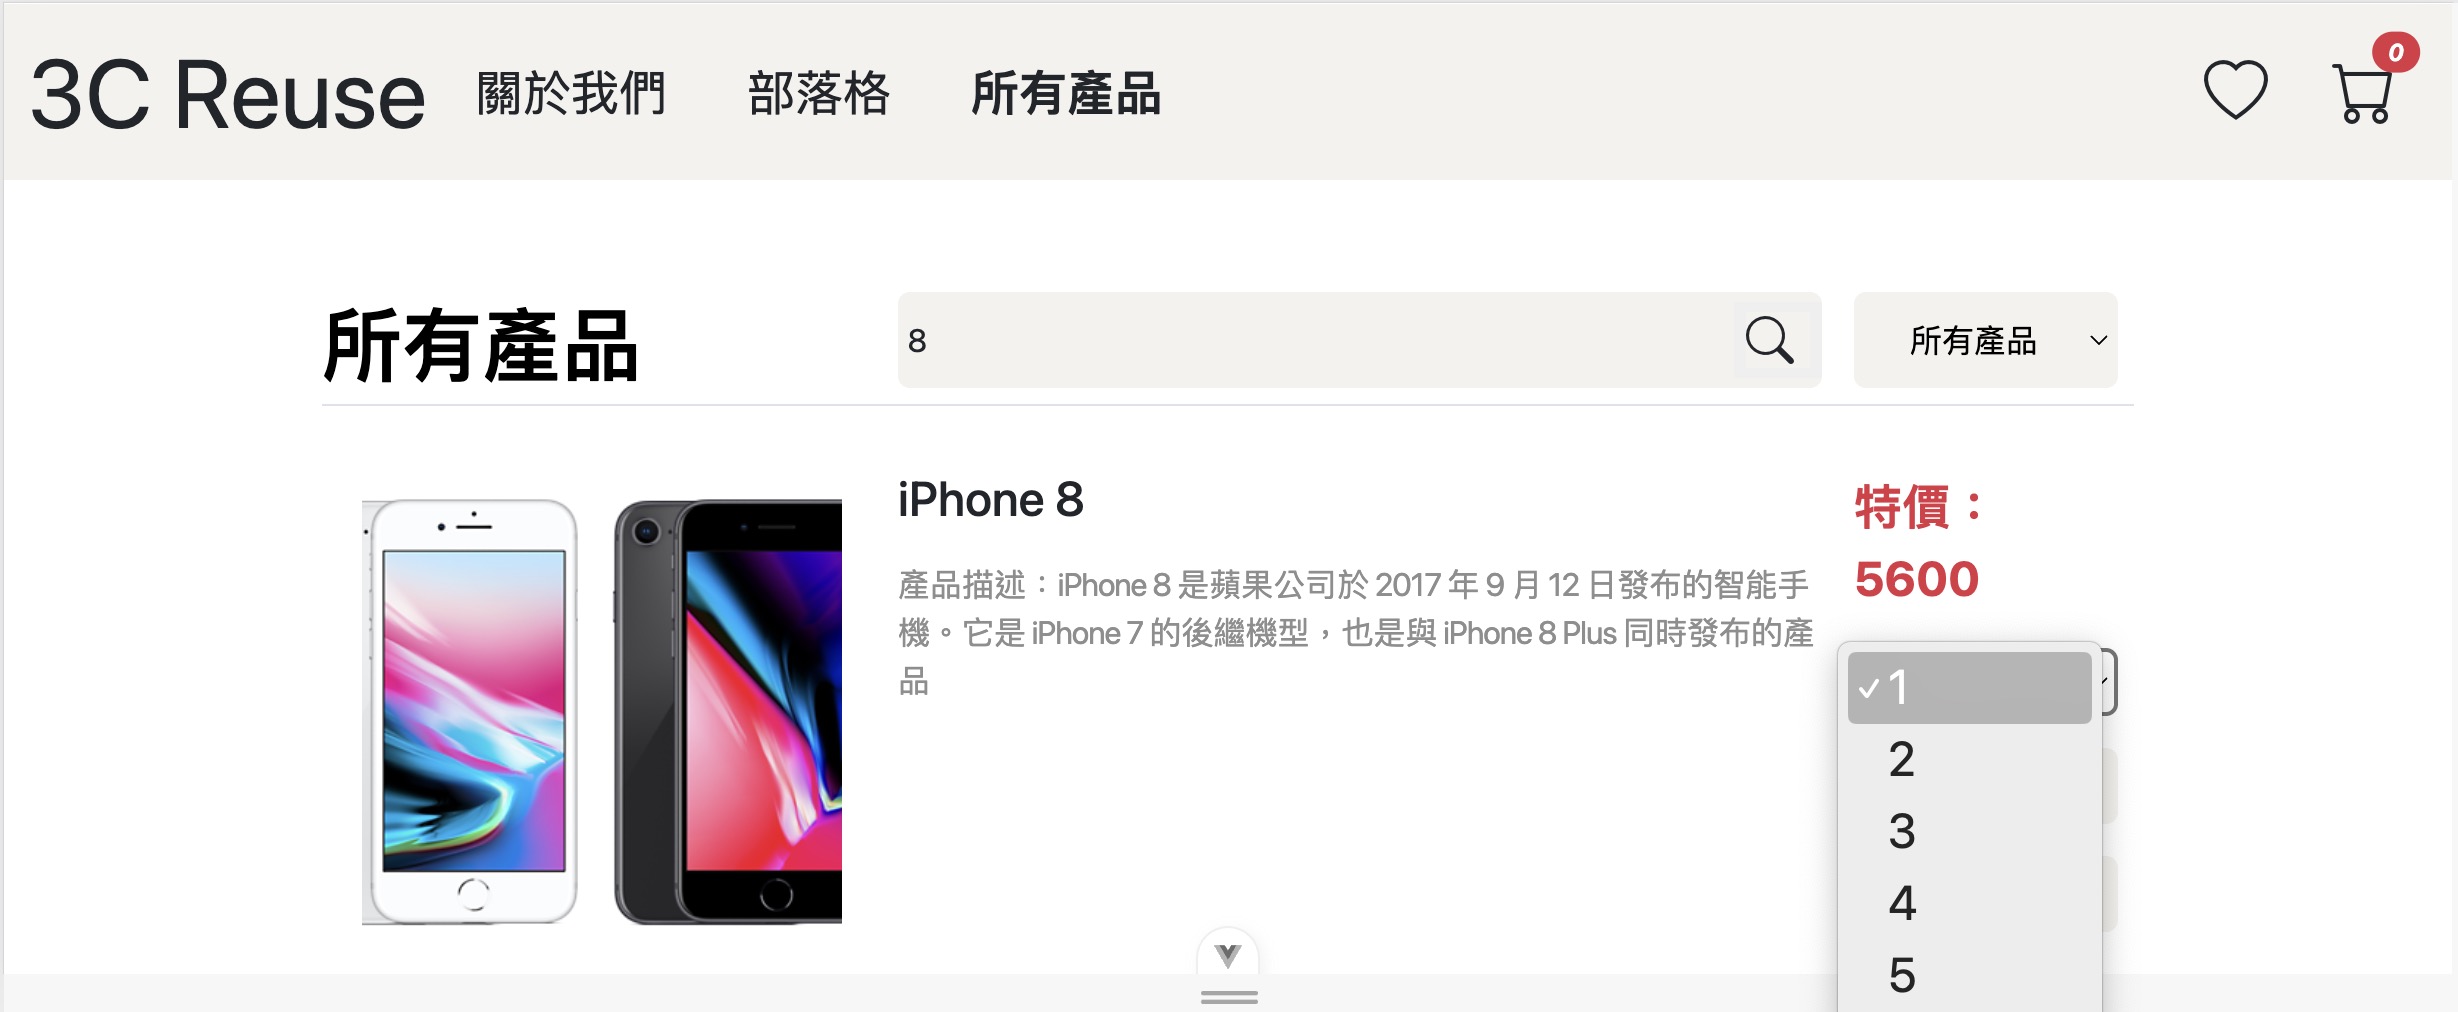 3C Reuse 關於我們 部落格 所有產品 0
所有產品 8 所有產品
iPhone 8
產品描述：iPhone 8 是蘋果公司於 2017 年 9 月 12 日發布的智能手
機。它是 iPhone 7 的後繼機型，也是與 iPhone 8 Plus 同時發布的產
品
特價：
5600
1
2
3
4
5